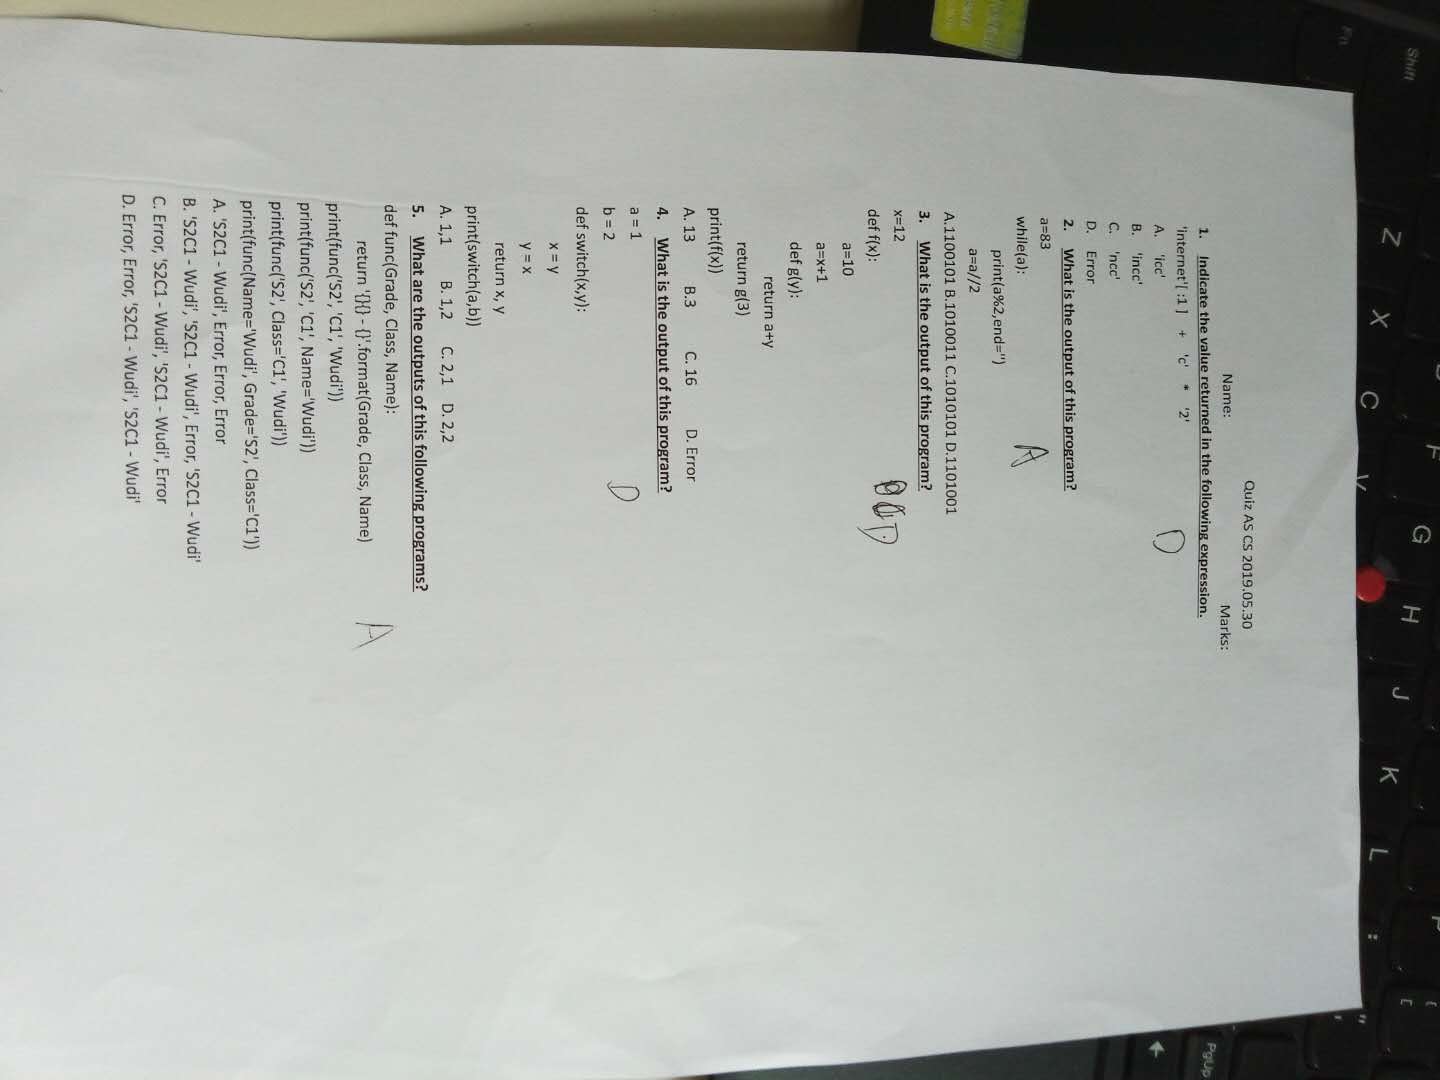 Quiz AS CS 2019.05.30
Name: Marks:
1. Indicate the value returned in the following expression.
'internet'[ :1 ] + 'c' * '2'
A. 'icc'
B. 'incc'
C. 'ncc'
D. Error
D
2. What is the output of this program?
a=83
while(a):
print(a%2,end='')
a=a//2
A.1100101 B.1010011 C.1010101 D.1101001
A
3. What is the output of this program?
x=12
def f(x):
a=10
a=x+1
def g(y):
return a+y
return g(3)
print(f(x))
A. 13 B.3 C. 16 D. Error
D
4. What is the output of this program?
a = 1
b = 2
def switch(x,y):
x = y
y = x
return x, y
print(switch(a,b))
A. 1,1 B. 1,2 C. 2,1 D. 2,2
D
5. What are the outputs of this following programs?
def func(Grade, Class, Name):
return '{}{} - {}'.format(Grade, Class, Name)
print(func('S2', 'C1', 'Wudi'))
print(func('S2', 'C1', Name='Wudi'))
print(func('S2', Class='C1', 'Wudi'))
print(func(Name='Wudi', Grade='S2', Class='C1'))
A. 'S2C1 - Wudi', Error, Error, Error
B. 'S2C1 - Wudi', 'S2C1 - Wudi', Error, 'S2C1 - Wudi'
C. Error, 'S2C1 - Wudi', 'S2C1 - Wudi', Error
D. Error, Error, 'S2C1 - Wudi', 'S2C1 - Wudi'
A
Shift
Fn
Z X C V
F G H J K L :
P
PgUp